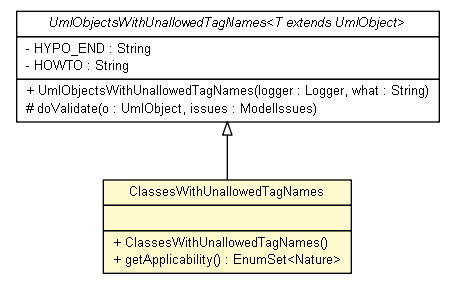 UmlObjectsWithUnallowedTagNames<T extends UmlObject>
- HYPO_END : String
- HOWTO : String
+ UmlObjectsWithUnallowedTagNames(logger : Logger, what : String)
# doValidate(o : UmlObject, issues : ModelIssues)
ClassesWithUnallowedTagNames
+ ClassesWithUnallowedTagNames()
+ getApplicability() : EnumSet<Nature>